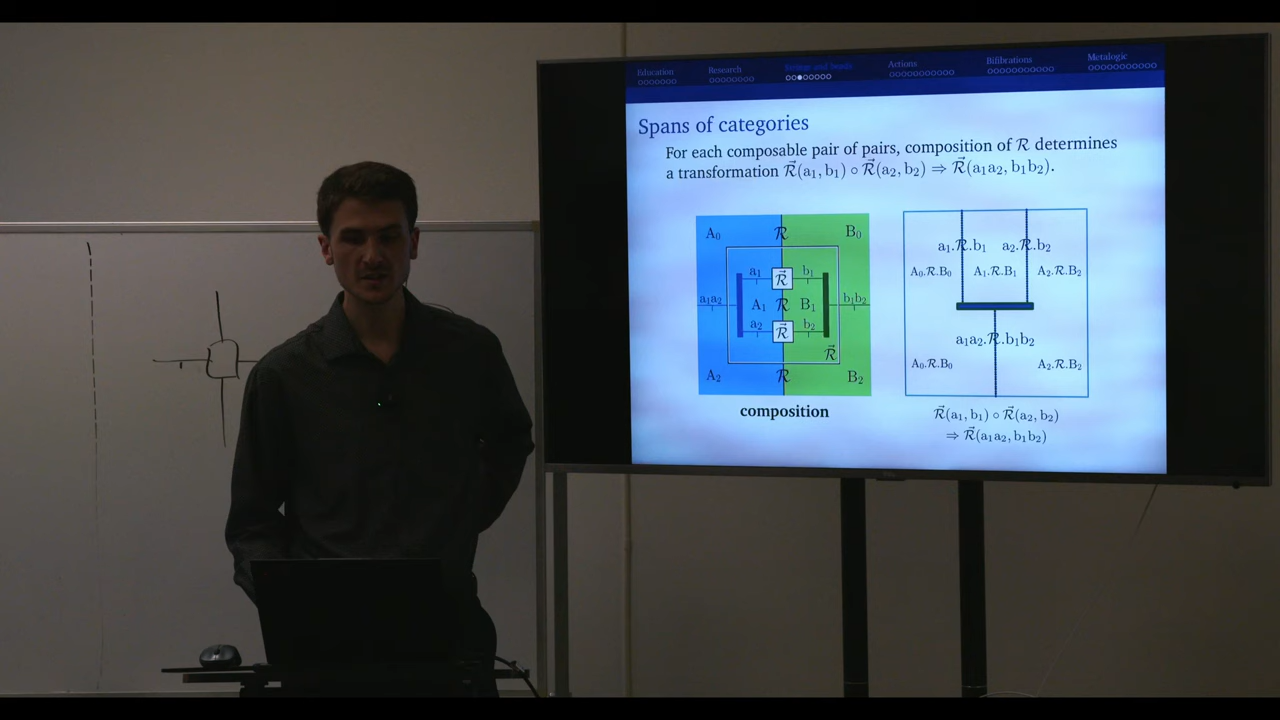 Education Research Strings and beads Actions Bifibrations Metalogic
Spans of categories
For each composable pair of pairs, composition of ℛ determines
a transformation ℛ⃗(a₁, b₁) ∘ ℛ⃗(a₂, b₂) ⇒ ℛ⃗(a₁a₂, b₁b₂).
A₀ ℛ B₀
a₁ ℛ⃗ b₁
a₁a₂ A₁ ℛ B₁ b₁b₂
a₂ ℛ⃗ b₂
ℛ⃗
A₂ ℛ B₂
composition
a₁.ℛ.b₁ a₂.ℛ.b₂
A₀.ℛ.B₀ A₁.ℛ.B₁ A₂.ℛ.B₂
a₁a₂.ℛ.b₁b₂
A₀.ℛ.B₀ A₂.ℛ.B₂
ℛ⃗(a₁, b₁) ∘ ℛ⃗(a₂, b₂)
⇒ ℛ⃗(a₁a₂, b₁b₂)